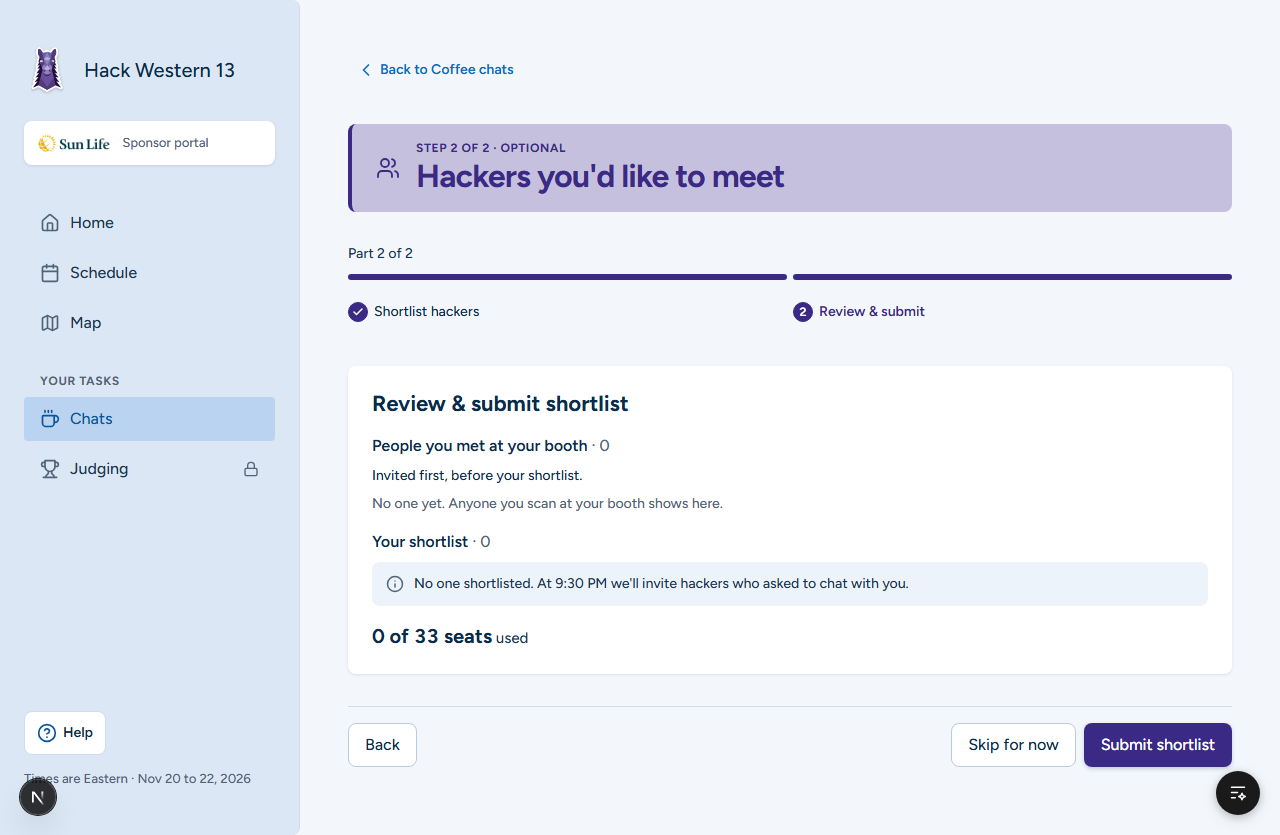 Hack Western 13
Sun Life Sponsor portal
Home
Schedule
Map
YOUR TASKS
Chats
Judging
Help
Times are Eastern · Nov 20 to 22, 2026
N
Back to Coffee chats
STEP 2 OF 2 · OPTIONAL
Hackers you'd like to meet
Part 2 of 2
Shortlist hackers
2 Review & submit
Review & submit shortlist
People you met at your booth · 0
Invited first, before your shortlist.
No one yet. Anyone you scan at your booth shows here.
Your shortlist · 0
No one shortlisted. At 9:30 PM we'll invite hackers who asked to chat with you.
0 of 33 seats used
Back
Skip for now
Submit shortlist